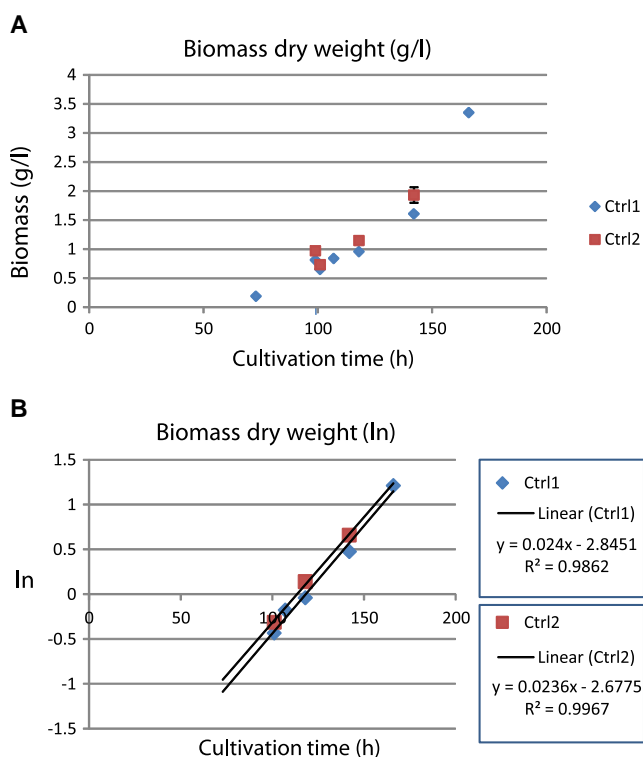 A
Biomass dry weight (g/l)
4
3.5
3
2.5
2
1.5
1
0.5
0
Biomass (g/l)
0 50 100 150 200
Cultivation time (h)
Ctrl1
Ctrl2
B
Biomass dry weight (ln)
1.5
1
0.5
0
-0.5
-1
-1.5
ln
0 50 100 150 200
Cultivation time (h)
Ctrl1
Linear (Ctrl1)
y = 0.024x - 2.8451
R² = 0.9862
Ctrl2
Linear (Ctrl2)
y = 0.0236x - 2.6775
R² = 0.9967